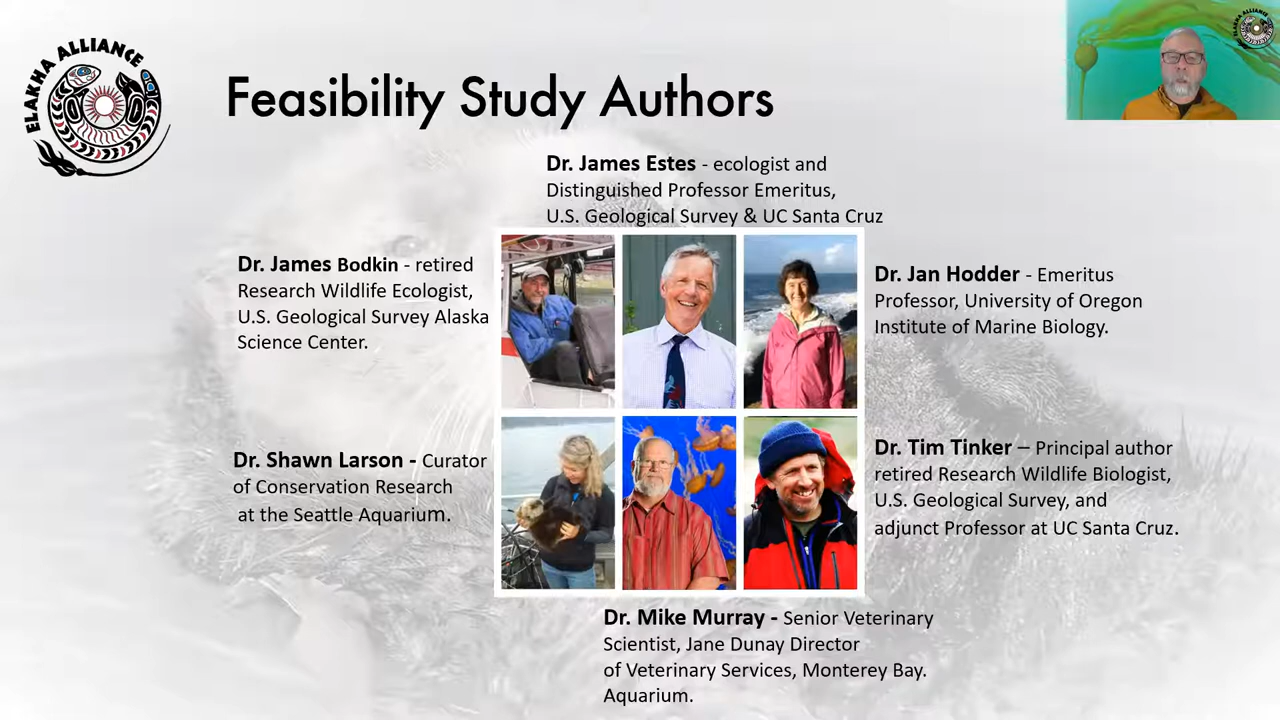 ELAKHA ALLIANCE
Feasibility Study Authors
Dr. James Estes - ecologist and
Distinguished Professor Emeritus,
U.S. Geological Survey & UC Santa Cruz
Dr. James Bodkin - retired
Research Wildlife Ecologist,
U.S. Geological Survey Alaska
Science Center.
Dr. Jan Hodder - Emeritus
Professor, University of Oregon
Institute of Marine Biology.
Dr. Shawn Larson - Curator
of Conservation Research
at the Seattle Aquarium.
Dr. Tim Tinker – Principal author
retired Research Wildlife Biologist,
U.S. Geological Survey, and
adjunct Professor at UC Santa Cruz.
Dr. Mike Murray - Senior Veterinary
Scientist, Jane Dunay Director
of Veterinary Services, Monterey Bay.
Aquarium.